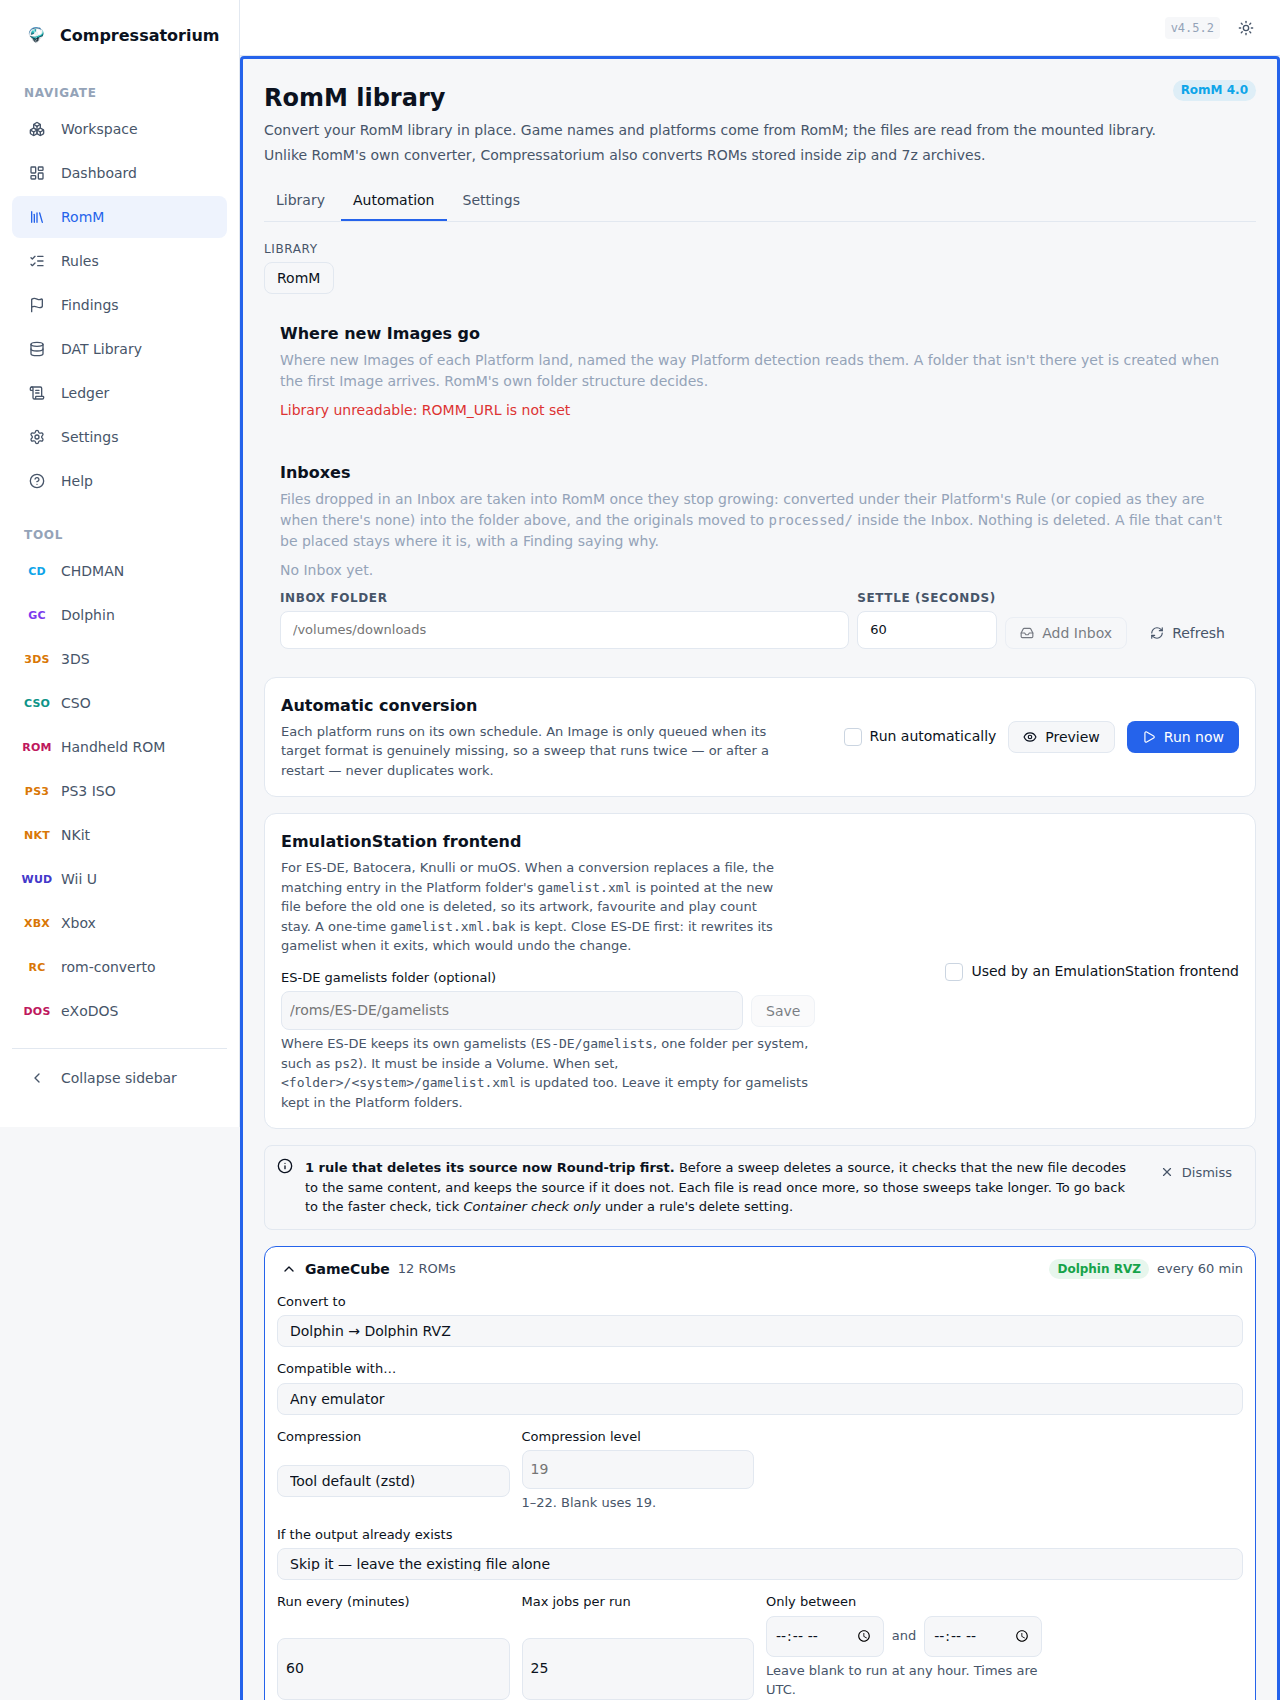 Compressatorium
v4.5.2
NAVIGATE
Workspace
Dashboard
RomM
Rules
Findings
DAT Library
Ledger
Settings
Help
TOOL
CD CHDMAN
GC Dolphin
3DS 3DS
CSO CSO
ROM Handheld ROM
PS3 PS3 ISO
NKT NKit
WUD Wii U
XBX Xbox
RC rom-converto
DOS eXoDOS
Collapse sidebar
RomM library
RomM 4.0
Convert your RomM library in place. Game names and platforms come from RomM; the files are read from the mounted library.
Unlike RomM's own converter, Compressatorium also converts ROMs stored inside zip and 7z archives.
Library Automation Settings
LIBRARY
RomM
Where new Images go
Where new Images of each Platform land, named the way Platform detection reads them. A folder that isn't there yet is created when
the first Image arrives. RomM's own folder structure decides.
Library unreadable: ROMM_URL is not set
Inboxes
Files dropped in an Inbox are taken into RomM once they stop growing: converted under their Platform's Rule (or copied as they are
when there's none) into the folder above, and the originals moved to processed/ inside the Inbox. Nothing is deleted. A file that can't
be placed stays where it is, with a Finding saying why.
No Inbox yet.
INBOX FOLDER SETTLE (SECONDS)
/volumes/downloads 60 Add Inbox Refresh
Automatic conversion
Each platform runs on its own schedule. An Image is only queued when its
target format is genuinely missing, so a sweep that runs twice — or after a
restart — never duplicates work.
Run automatically Preview Run now
EmulationStation frontend
For ES-DE, Batocera, Knulli or muOS. When a conversion replaces a file, the
matching entry in the Platform folder's gamelist.xml is pointed at the new
file before the old one is deleted, so its artwork, favourite and play count
stay. A one-time gamelist.xml.bak is kept. Close ES-DE first: it rewrites its
gamelist when it exits, which would undo the change.
ES-DE gamelists folder (optional)
/roms/ES-DE/gamelists Save
Where ES-DE keeps its own gamelists (ES-DE/gamelists, one folder per system,
such as ps2). It must be inside a Volume. When set,
<folder>/<system>/gamelist.xml is updated too. Leave it empty for gamelists
kept in the Platform folders.
Used by an EmulationStation frontend
1 rule that deletes its source now Round-trip first. Before a sweep deletes a source, it checks that the new file decodes
to the same content, and keeps the source if it does not. Each file is read once more, so those sweeps take longer. To go back
to the faster check, tick Container check only under a rule's delete setting.
Dismiss
GameCube 12 ROMs Dolphin RVZ every 60 min
Convert to
Dolphin → Dolphin RVZ
Compatible with…
Any emulator
Compression Compression level
Tool default (zstd) 19
1–22. Blank uses 19.
If the output already exists
Skip it — leave the existing file alone
Run every (minutes) Max jobs per run Only between
60 25 --:-- -- and --:-- --
Leave blank to run at any hour. Times are
UTC.